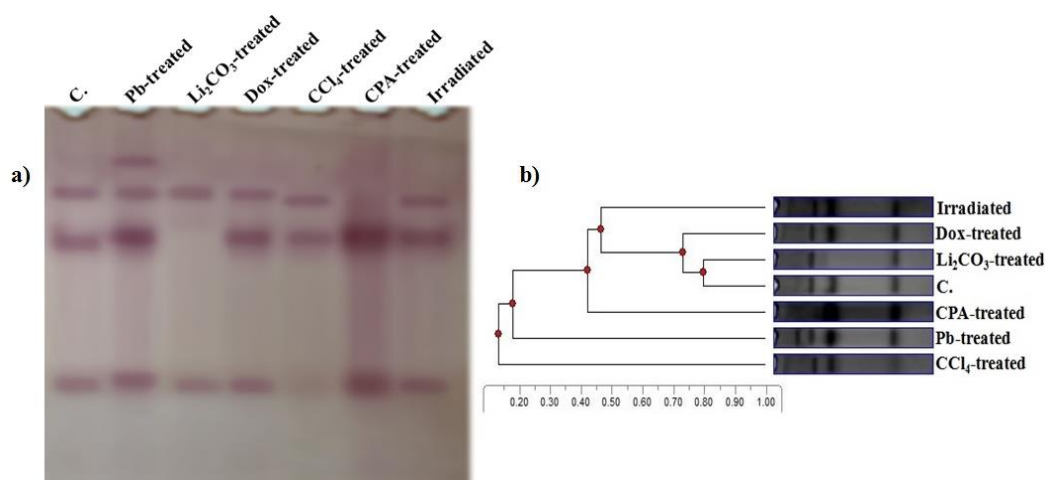 a)
C.
Pb-treated
Li₂CO₃-treated
Dox-treated
CCl₄-treated
CPA-treated
Irradiated
b)
Irradiated
Dox-treated
Li₂CO₃-treated
C.
CPA-treated
Pb-treated
CCl₄-treated
0.20 0.30 0.40 0.50 0.60 0.70 0.80 0.90 1.00